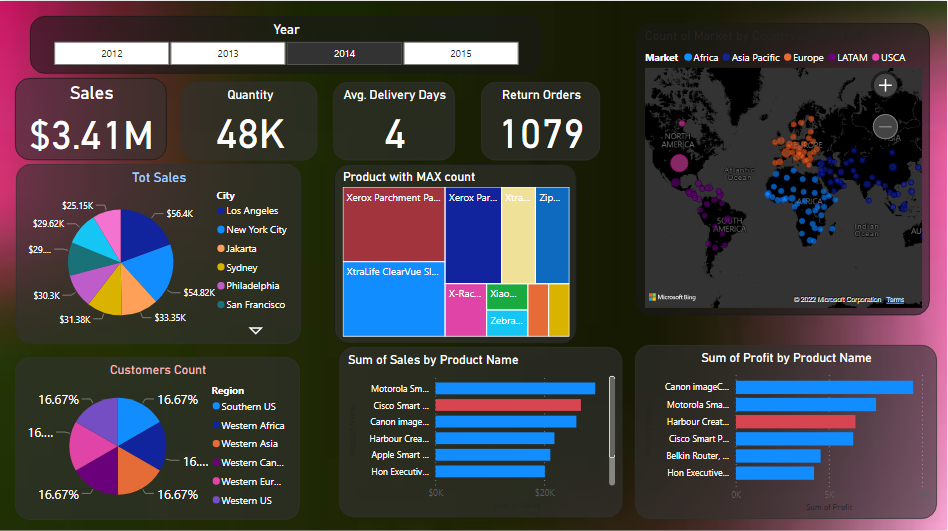 Year
2012
2013
2014
2015
Count of Market by Count
Market Africa Asia Pacific Europe LATAM USCA
Sales
$3.41M
Quantity
48K
Avg. Delivery Days
4
Return Orders
1079
NORTH
AMERICA
EUROPE
Atlantic
Ocean
AFRICA
SOUTH
AMERICA
Indian
Ocean
AU
Microsoft Bing
© 2022 Microsoft Corporation Terms
Tot Sales
$25.15K
$29.62K
$29....
$30.3K
$31.38K
$33.35K
$54.82K
$56.4K
City
Los Angeles
New York City
Jakarta
Sydney
Philadelphia
San Francisco
Product with MAX count
Xerox Parchment Pa...
Xerox Par...
Xtra...
Zip...
XtraLife ClearVue Sl...
X-Rac...
Xiao...
Zebra...
Customers Count
16.67%
16.67%
16....
16....
16.67%
16.67%
Region
Southern US
Western Africa
Western Asia
Western Can...
Western Eur...
Western US
Sum of Sales by Product Name
Motorola Sm...
Cisco Smart ...
Canon image...
Harbour Crea...
Apple Smart ...
Hon Executiv...
$0K
$20K
Sum of Profit by Product Name
Canon imageC...
Motorola Sma...
Harbour Creat...
Cisco Smart P...
Belkin Router, ...
Hon Executive...
0K
5K
Sum of Profit